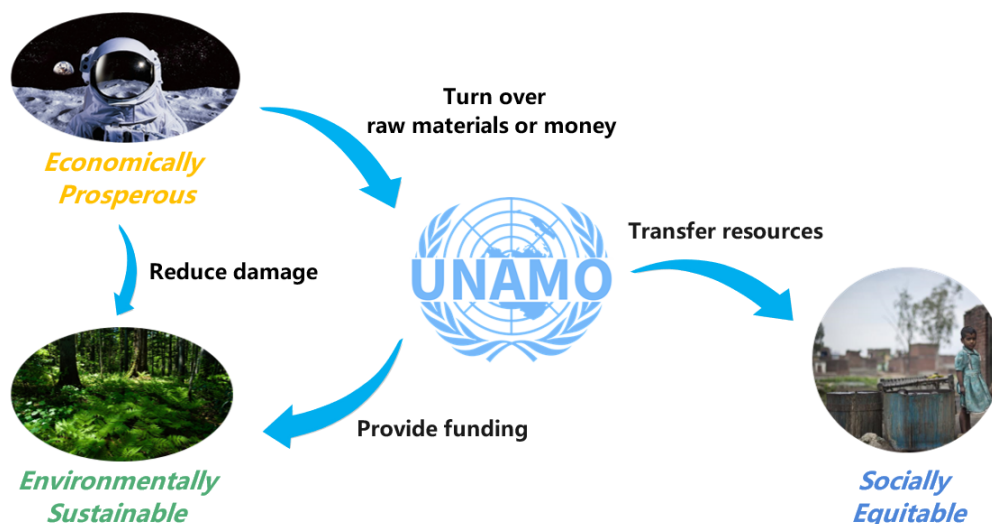 Turn over
raw materials or money
Economically
Prosperous
Transfer resources
Reduce damage
UNAMO
Provide funding
Environmentally
Sustainable
Socially
Equitable